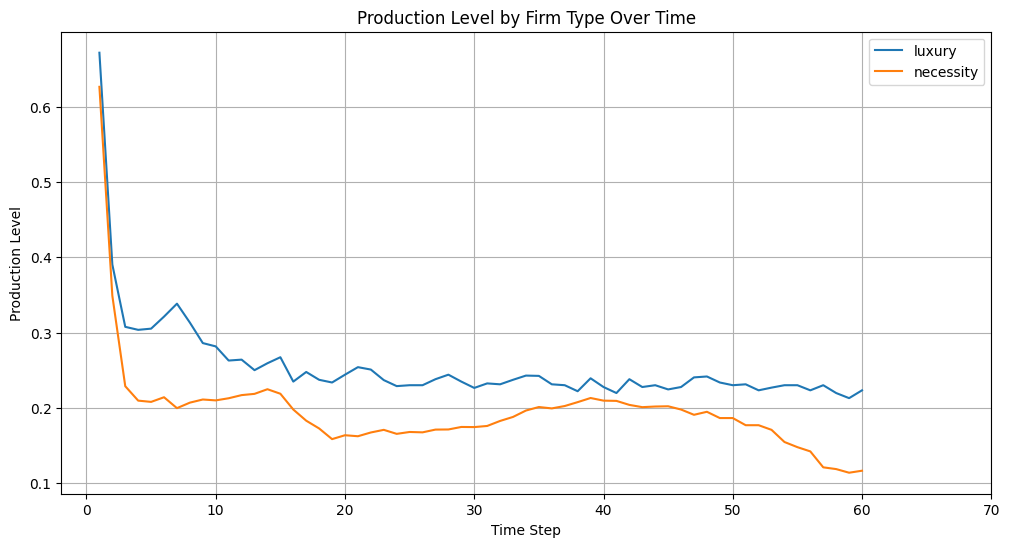 Production Level by Firm Type Over Time
luxury
necessity
Production Level
0.6
0.5
0.4
0.3
0.2
0.1
0 10 20 30 40 50 60 70
Time Step